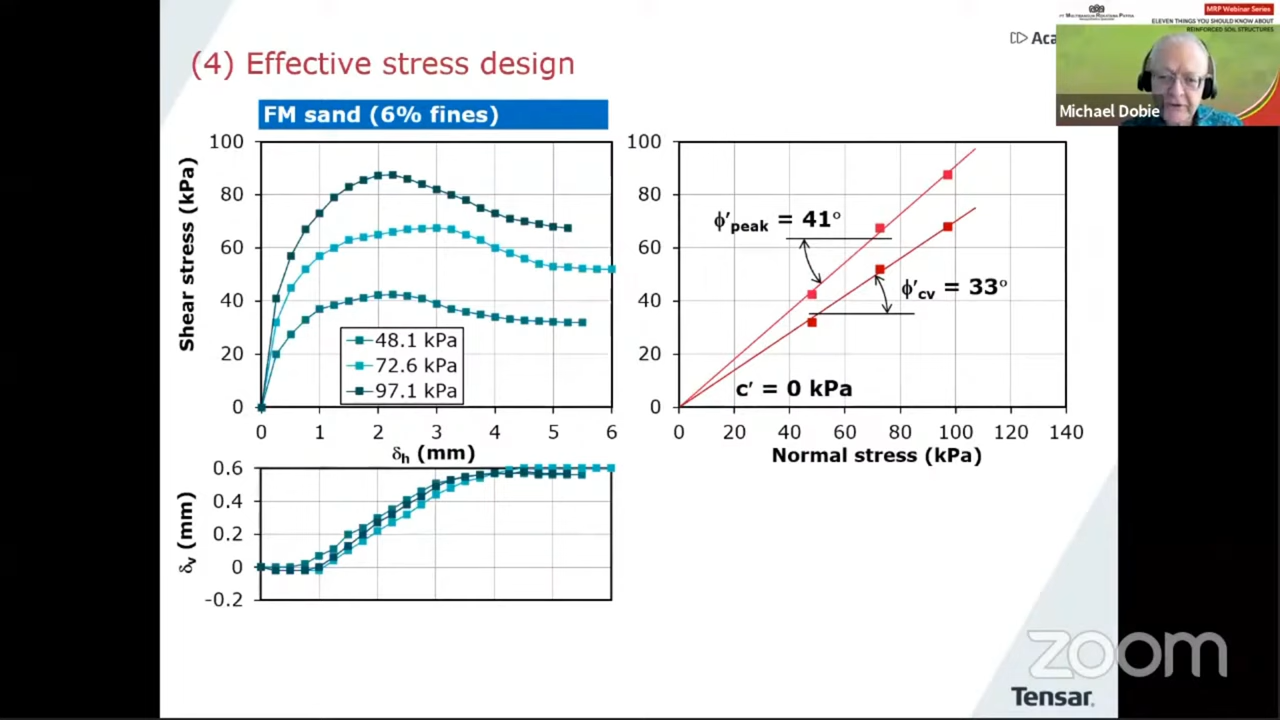 MRP Webinar Series
ELEVEN THINGS YOU SHOULD KNOW ABOUT
REINFORCED SOIL STRUCTURES
Aca
Michael Dobie
(4) Effective stress design
FM sand (6% fines)
Shear stress (kPa)
100
80
60
40
20
0
48.1 kPa
72.6 kPa
97.1 kPa
0 1 2 3 4 5 6
δh (mm)
δv (mm)
0.6
0.4
0.2
0
-0.2
100
80
60
40
20
0
ϕ′peak = 41°
ϕ′cv = 33°
c′ = 0 kPa
0 20 40 60 80 100 120 140
Normal stress (kPa)
zoom
Tensar